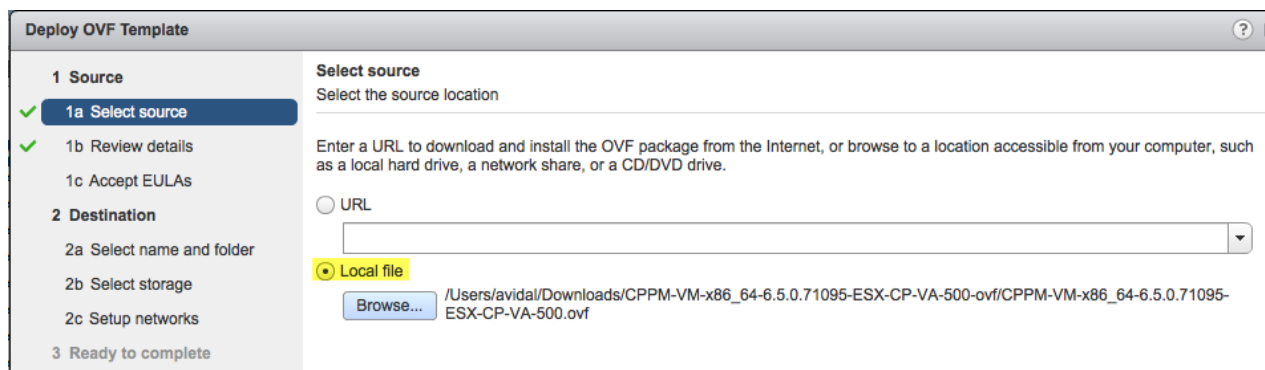 Deploy OVF Template
?
1 Source
1a Select source
1b Review details
1c Accept EULAs
2 Destination
2a Select name and folder
2b Select storage
2c Setup networks
3 Ready to complete
Select source
Select the source location
Enter a URL to download and install the OVF package from the Internet, or browse to a location accessible from your computer, such
as a local hard drive, a network share, or a CD/DVD drive.
URL
Local file
Browse...
/Users/avidal/Downloads/CPPM-VM-x86_64-6.5.0.71095-ESX-CP-VA-500-ovf/CPPM-VM-x86_64-6.5.0.71095-
ESX-CP-VA-500.ovf